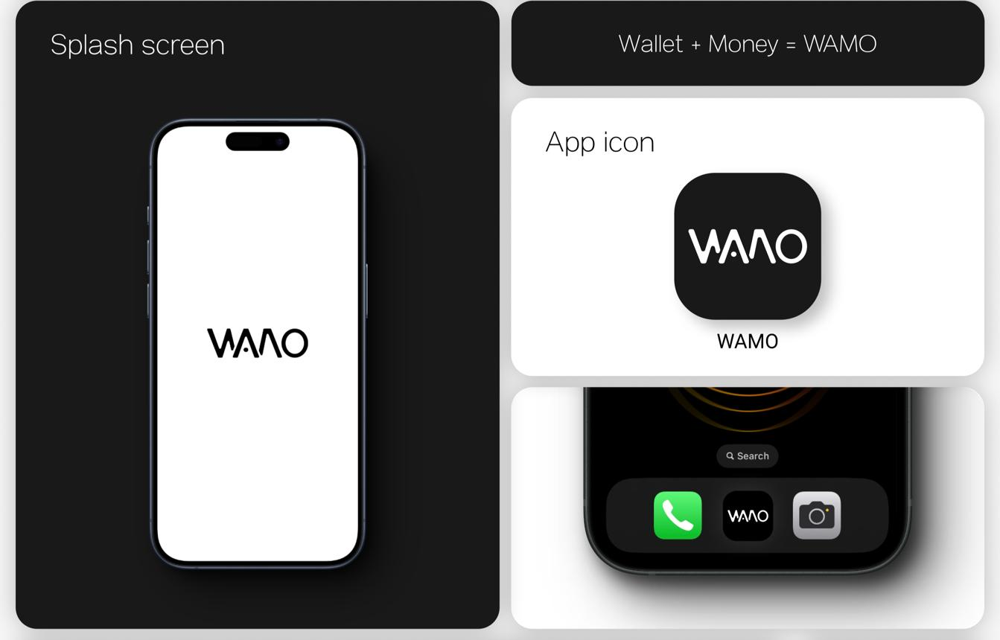 Splash screen
WAMO
Wallet + Money = WAMO
App icon
WAMO
WAMO
Search
WAMO